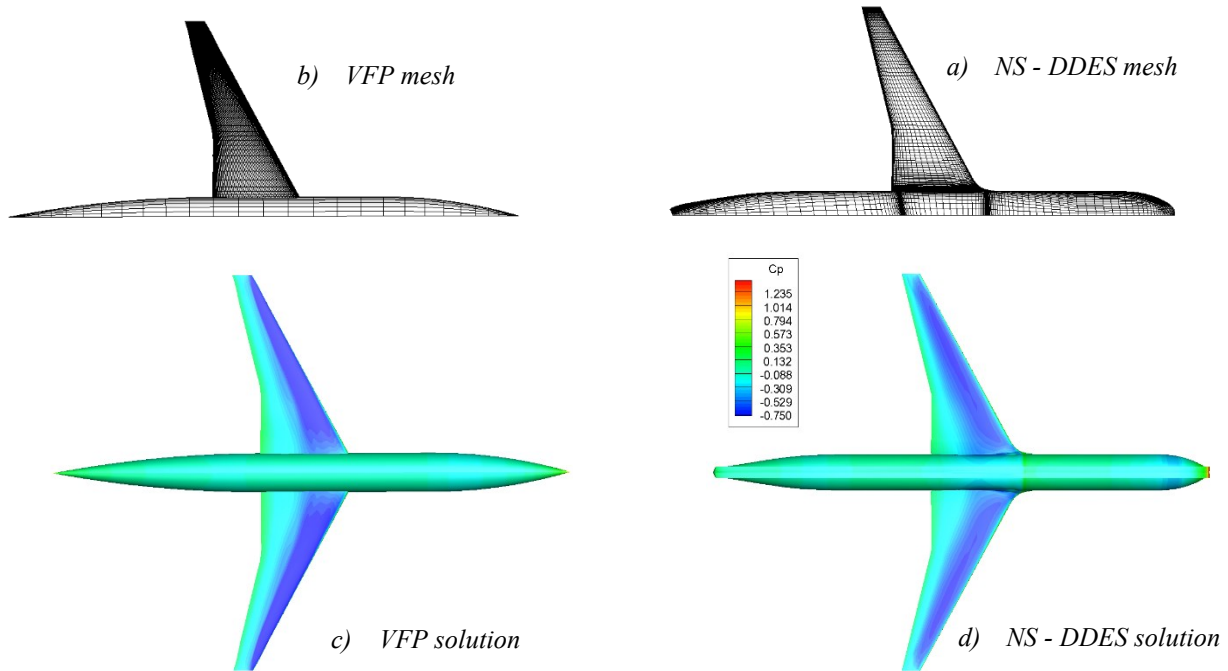 b) VFP mesh
a) NS - DDES mesh
Cp
1.235
1.014
0.794
0.573
0.353
0.132
-0.088
-0.309
-0.529
-0.750
c) VFP solution
d) NS - DDES solution